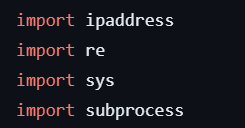 import ipaddress
import re
import sys
import subprocess